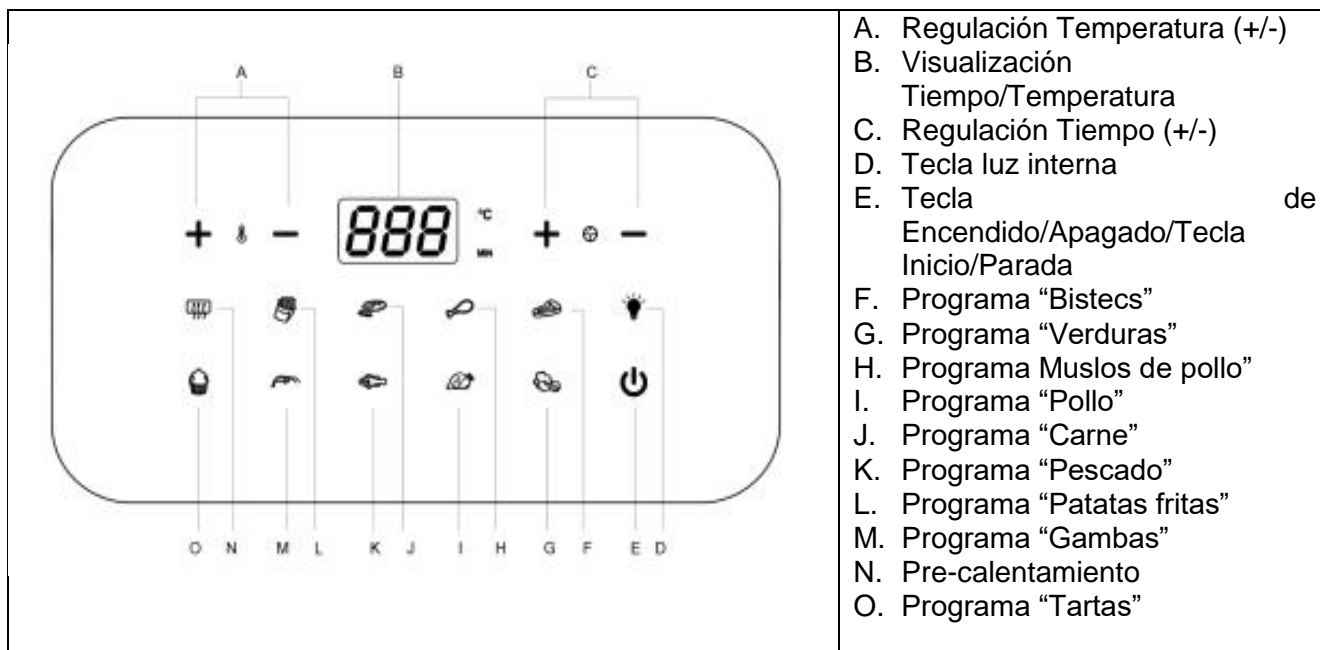 A B C
+ − 888 °C + −
MIN
O N M L K J I H G F E D
A. Regulación Temperatura (+/-)
B. Visualización
Tiempo/Temperatura
C. Regulación Tiempo (+/-)
D. Tecla luz interna
E. Tecla de
Encendido/Apagado/Tecla
Inicio/Parada
F. Programa “Bistecs”
G. Programa “Verduras”
H. Programa Muslos de pollo”
I. Programa “Pollo”
J. Programa “Carne”
K. Programa “Pescado”
L. Programa “Patatas fritas”
M. Programa “Gambas”
N. Pre-calentamiento
O. Programa “Tartas”